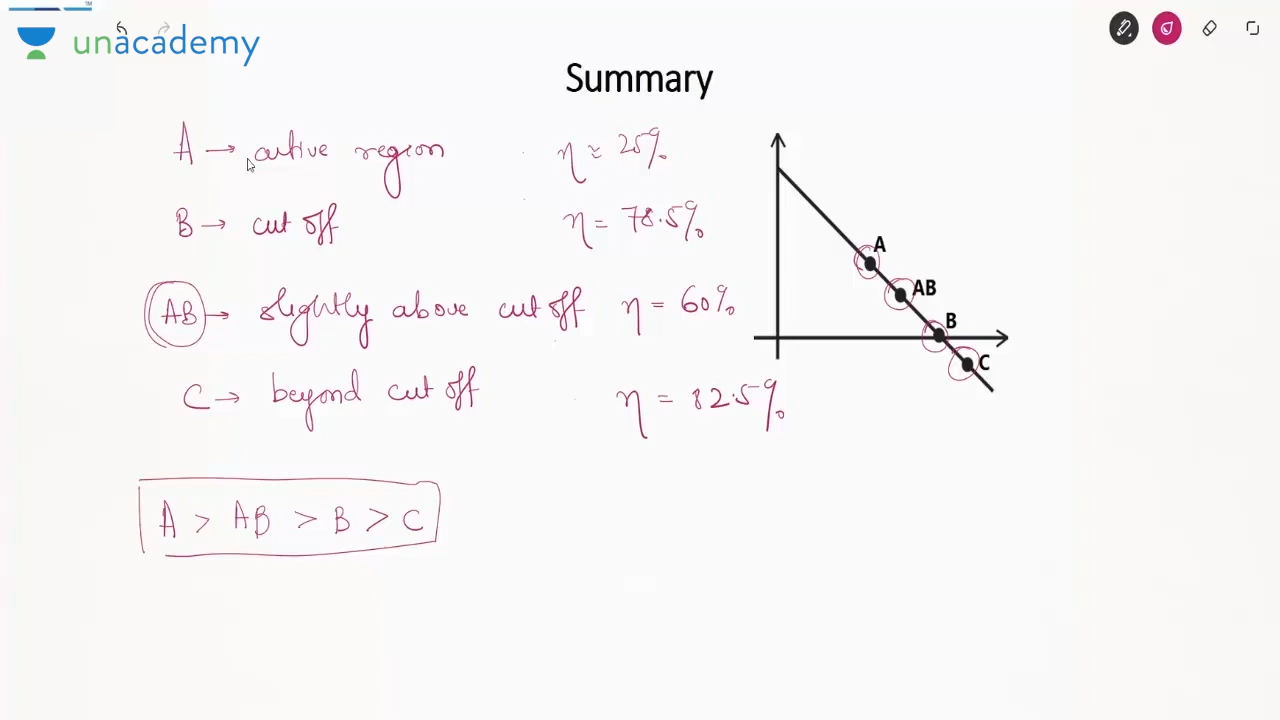 unacademy
Summary
A → active region η ≈ 25%
B → cut off η = 78.5%
AB → slightly above cut off η = 60%
C → beyond cut off η = 82.5%
A > AB > B > C
A
AB
B
C